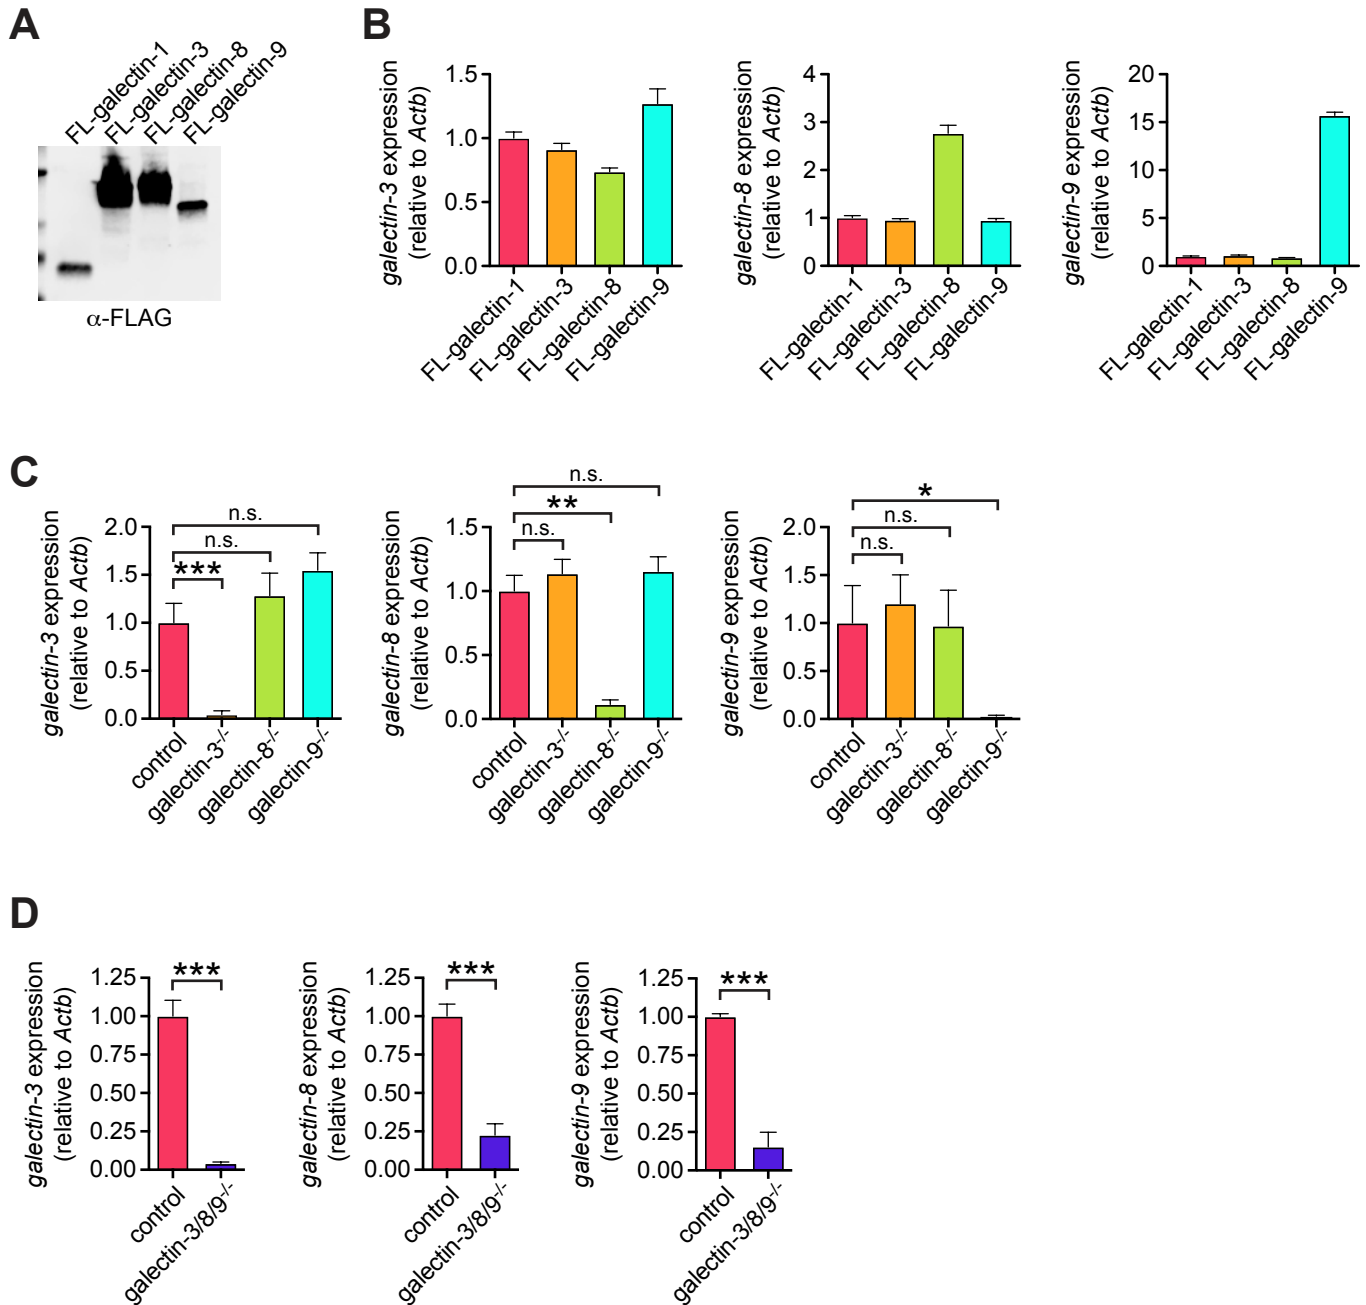 A
FL-galectin-1
FL-galectin-3
FL-galectin-8
FL-galectin-9
α-FLAG
B
galectin-3 expression
(relative to Actb)
1.5
1.0
0.5
0.0
FL-galectin-1
FL-galectin-3
FL-galectin-8
FL-galectin-9
galectin-8 expression
(relative to Actb)
4
3
2
1
0
FL-galectin-1
FL-galectin-3
FL-galectin-8
FL-galectin-9
galectin-9 expression
(relative to Actb)
20
15
10
5
0
FL-galectin-1
FL-galectin-3
FL-galectin-8
FL-galectin-9
C
galectin-3 expression
(relative to Actb)
2.0
1.5
1.0
0.5
0.0
n.s.
n.s.
***
control
galectin-3-/-
galectin-8-/-
galectin-9-/-
galectin-8 expression
(relative to Actb)
1.5
1.0
0.5
0.0
n.s.
**
n.s.
control
galectin-3-/-
galectin-8-/-
galectin-9-/-
galectin-9 expression
(relative to Actb)
2.0
1.5
1.0
0.5
0.0
*
n.s.
n.s.
control
galectin-3-/-
galectin-8-/-
galectin-9-/-
D
galectin-3 expression
(relative to Actb)
1.25
1.00
0.75
0.50
0.25
0.00
***
control
galectin-3/8/9-/-
galectin-8 expression
(relative to Actb)
1.25
1.00
0.75
0.50
0.25
0.00
***
control
galectin-3/8/9-/-
galectin-9 expression
(relative to Actb)
1.25
1.00
0.75
0.50
0.25
0.00
***
control
galectin-3/8/9-/-